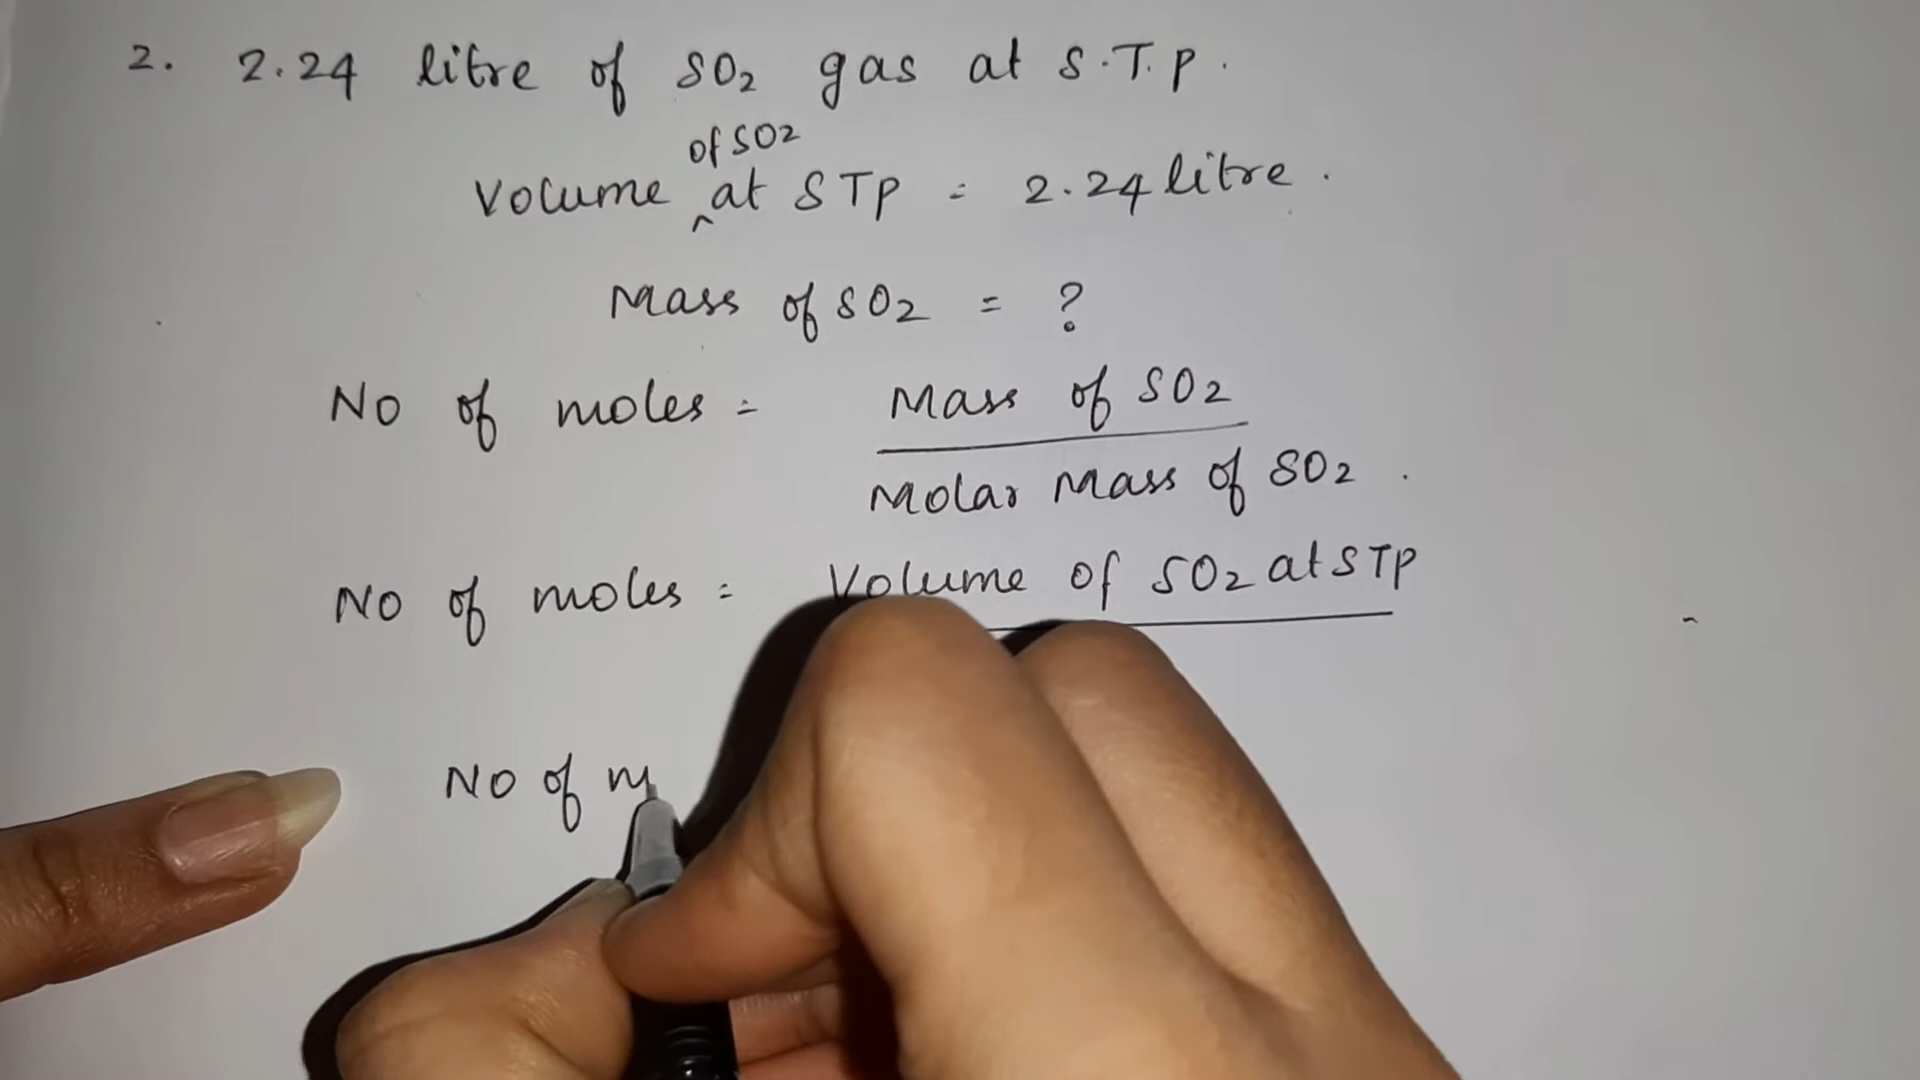 2. 2.24 litre of SO2 gas at S.T.P.
of SO2
Volume ^ at STP = 2.24 litre.
Mass of SO2 = ?
No of moles = Mass of SO2
Molar Mass of SO2.
No of moles = Volume of SO2 at STP
No of m